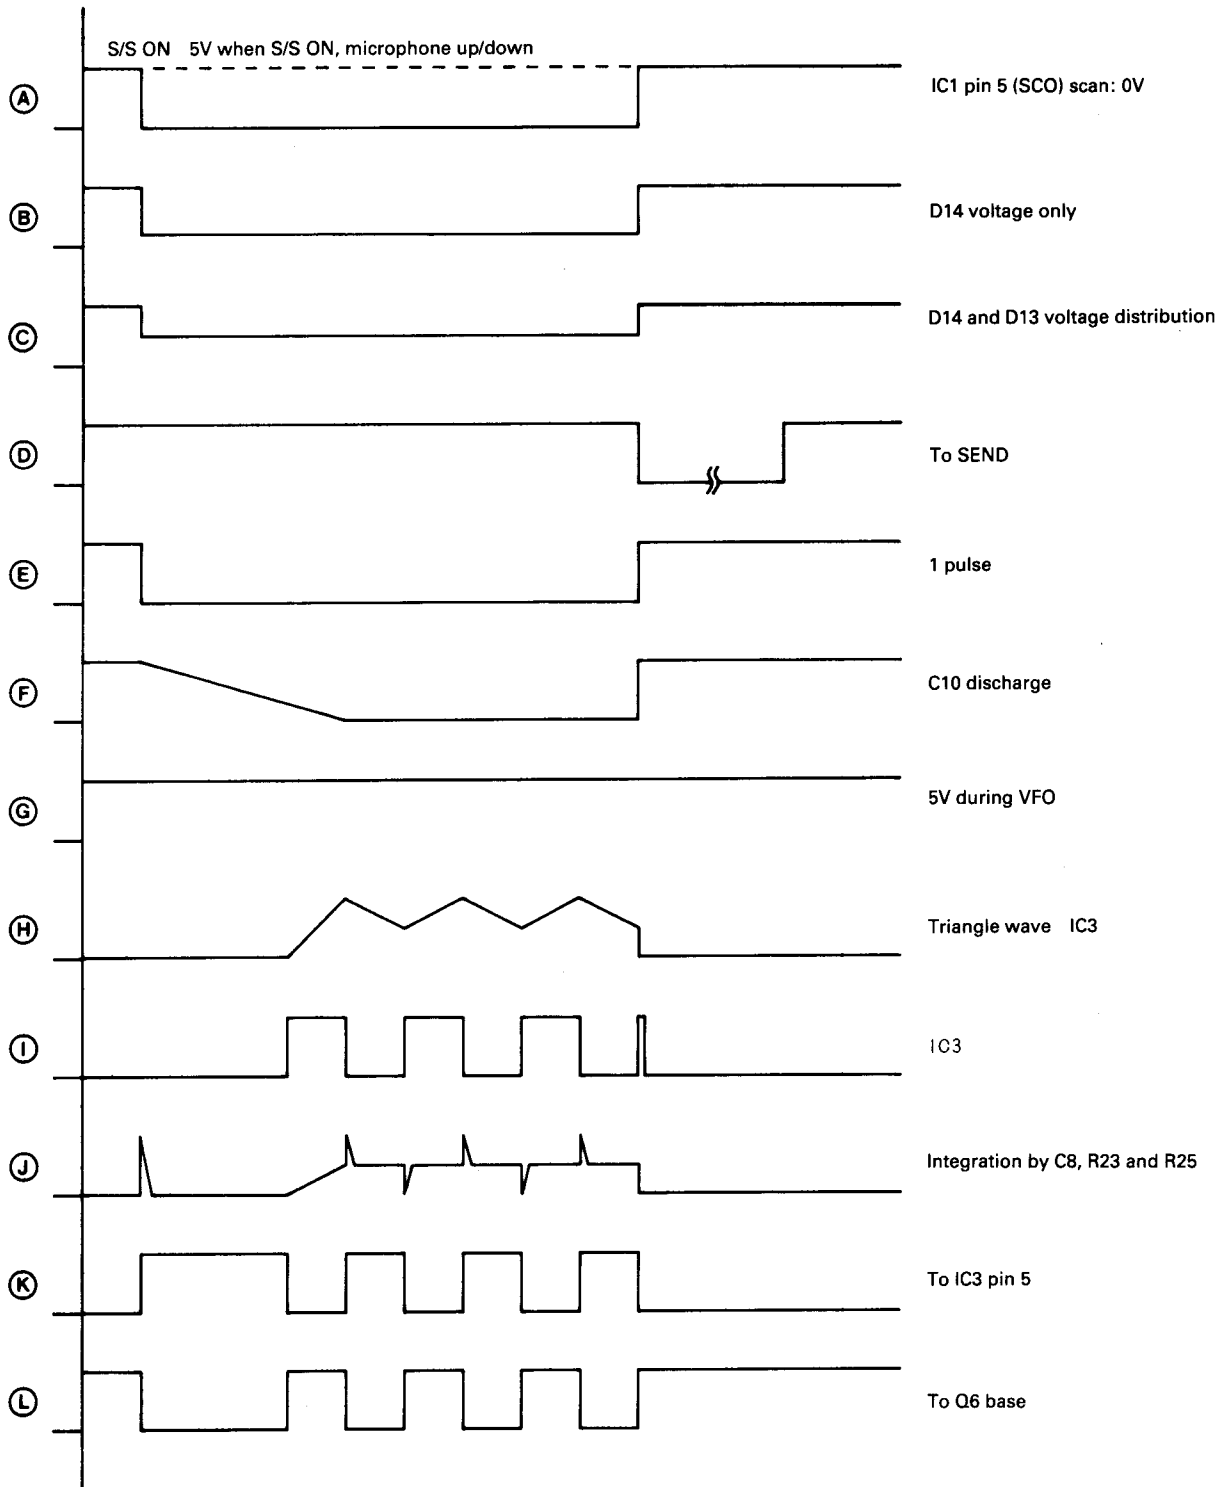 S/S ON 5V when S/S ON, microphone up/down
A IC1 pin 5 (SCO) scan: 0V
B D14 voltage only
C D14 and D13 voltage distribution
D To SEND
E 1 pulse
F C10 discharge
G 5V during VFO
H Triangle wave IC3
I IC3
J Integration by C8, R23 and R25
K To IC3 pin 5
L To Q6 base